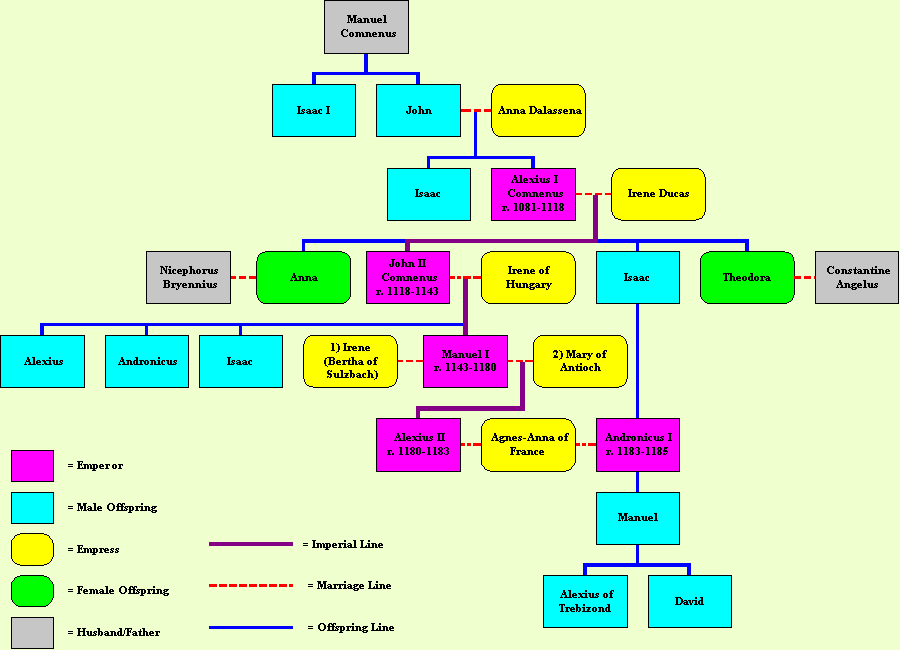 Manuel
Comnenus
Isaac I
John
Anna Dalassena
Isaac
Alexius I
Comnenus
r. 1081-1118
Irene Ducas
Nicephorus
Bryennius
Anna
John II
Comnenus
r. 1118-1143
Irene of
Hungary
Isaac
Theodora
Constantine
Angelus
Alexius
Andronicus
Isaac
1) Irene
(Bertha of
Sulzbach)
Manuel I
r. 1143-1180
2) Mary of
Antioch
Alexius II
r. 1180-1183
Agnes-Anna of
France
Andronicus I
r. 1183-1185
Manuel
Alexius of
Trebizond
David
= Emperor
= Male Offspring
= Empress
= Female Offspring
= Husband/Father
= Imperial Line
= Marriage Line
= Offspring Line